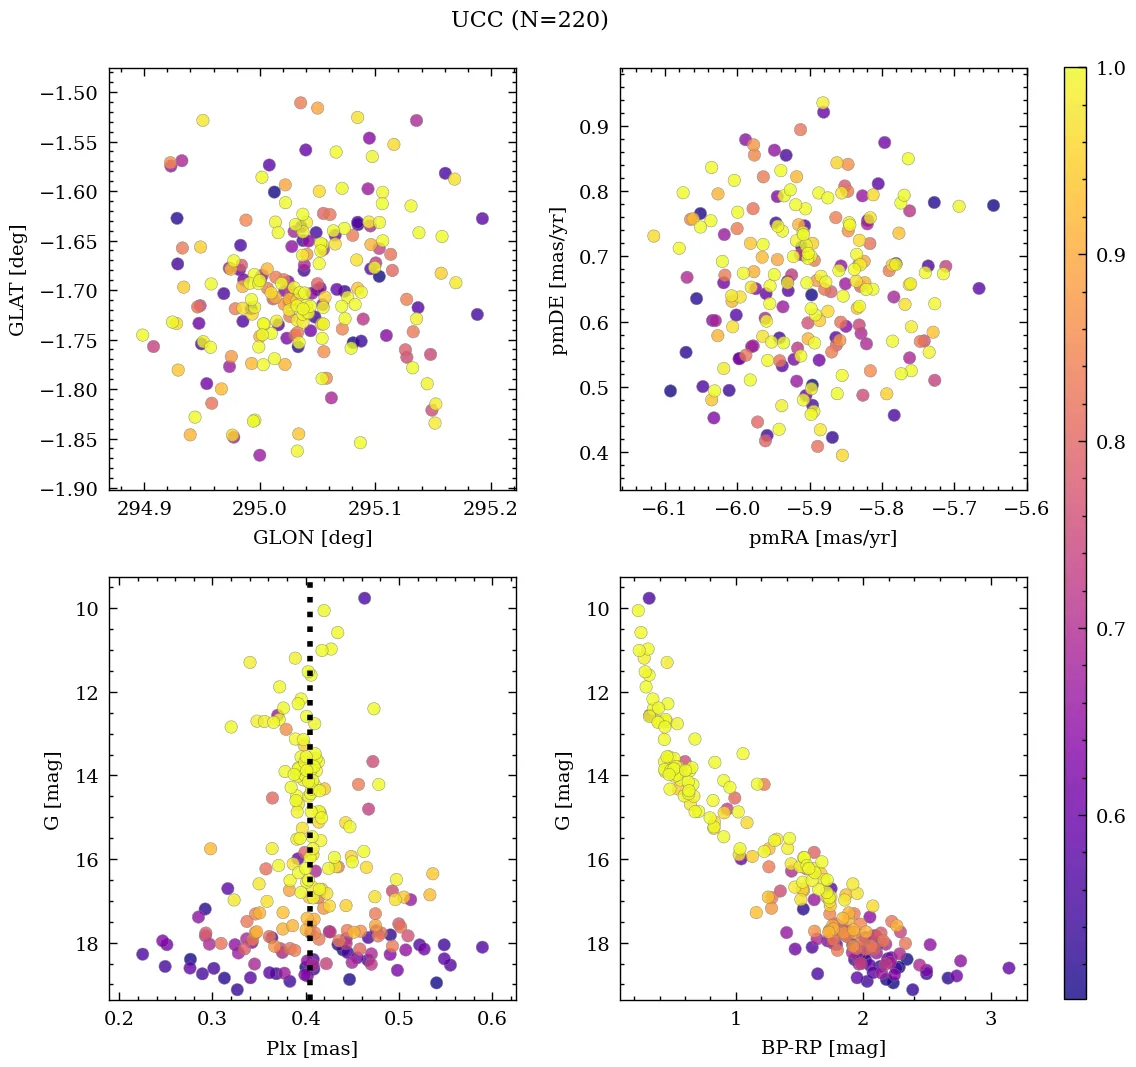 UCC (N=220)
−1.50
−1.55
−1.60
−1.65
−1.70
−1.75
−1.80
−1.85
−1.90
GLAT [deg]
294.9 295.0 295.1 295.2
GLON [deg]
0.9
0.8
0.7
0.6
0.5
0.4
pmDE [mas/yr]
−6.1 −6.0 −5.9 −5.8 −5.7 −5.6
pmRA [mas/yr]
10
12
14
16
18
G [mag]
0.2 0.3 0.4 0.5 0.6
Plx [mas]
10
12
14
16
18
G [mag]
1 2 3
BP-RP [mag]
1.0
0.9
0.8
0.7
0.6